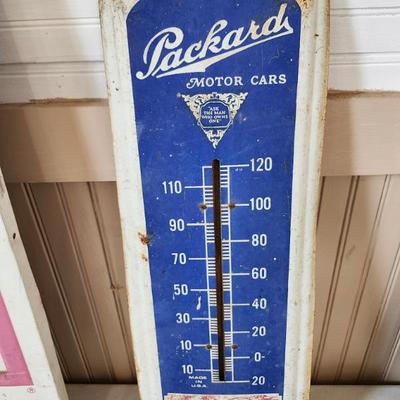 Packard
MOTOR CARS
"ASK
THE MAN
WHO OWNS
ONE"
120
110
100
90
80
70
60
50
40
30
20
10
0
10
20
MADE
IN
U.S.A.
®